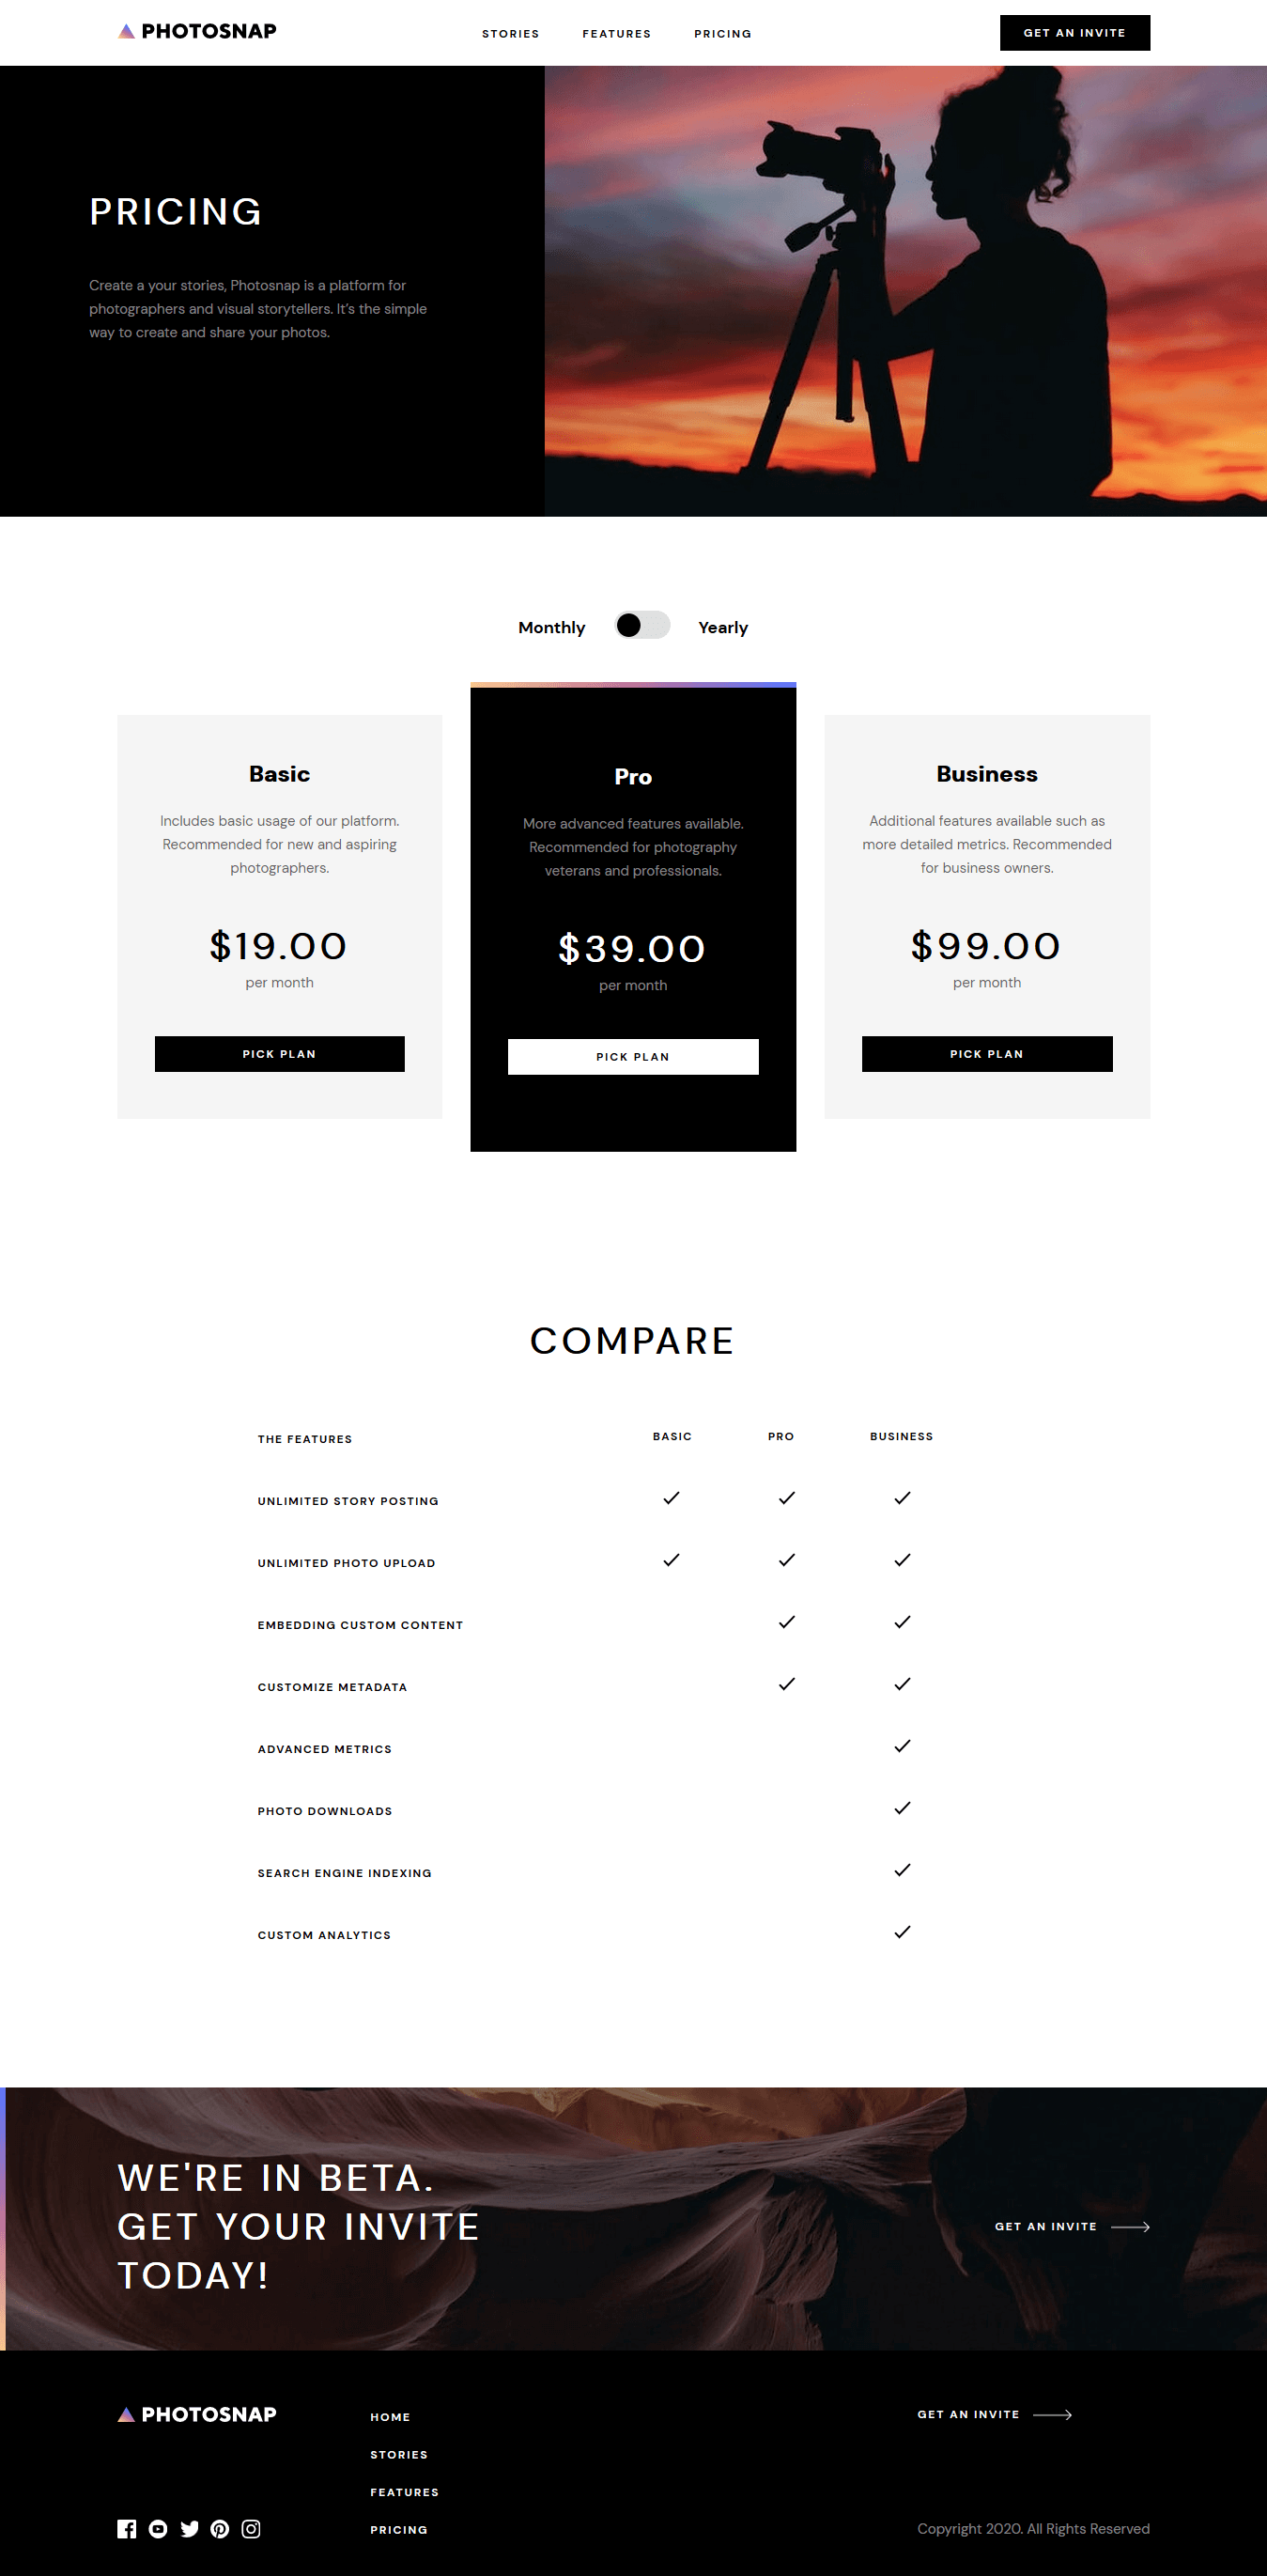 PHOTOSNAP
STORIES FEATURES PRICING
GET AN INVITE
PRICING
Create a your stories, Photosnap is a platform for
photographers and visual storytellers. It’s the simple
way to create and share your photos.
Monthly Yearly
Basic
Includes basic usage of our platform.
Recommended for new and aspiring
photographers.
$19.00
per month
PICK PLAN
Pro
More advanced features available.
Recommended for photography
veterans and professionals.
$39.00
per month
PICK PLAN
Business
Additional features available such as
more detailed metrics. Recommended
for business owners.
$99.00
per month
PICK PLAN
COMPARE
THE FEATURES BASIC PRO BUSINESS
UNLIMITED STORY POSTING
UNLIMITED PHOTO UPLOAD
EMBEDDING CUSTOM CONTENT
CUSTOMIZE METADATA
ADVANCED METRICS
PHOTO DOWNLOADS
SEARCH ENGINE INDEXING
CUSTOM ANALYTICS
WE'RE IN BETA.
GET YOUR INVITE
TODAY!
GET AN INVITE
PHOTOSNAP
HOME
STORIES
FEATURES
PRICING
GET AN INVITE
Copyright 2020. All Rights Reserved